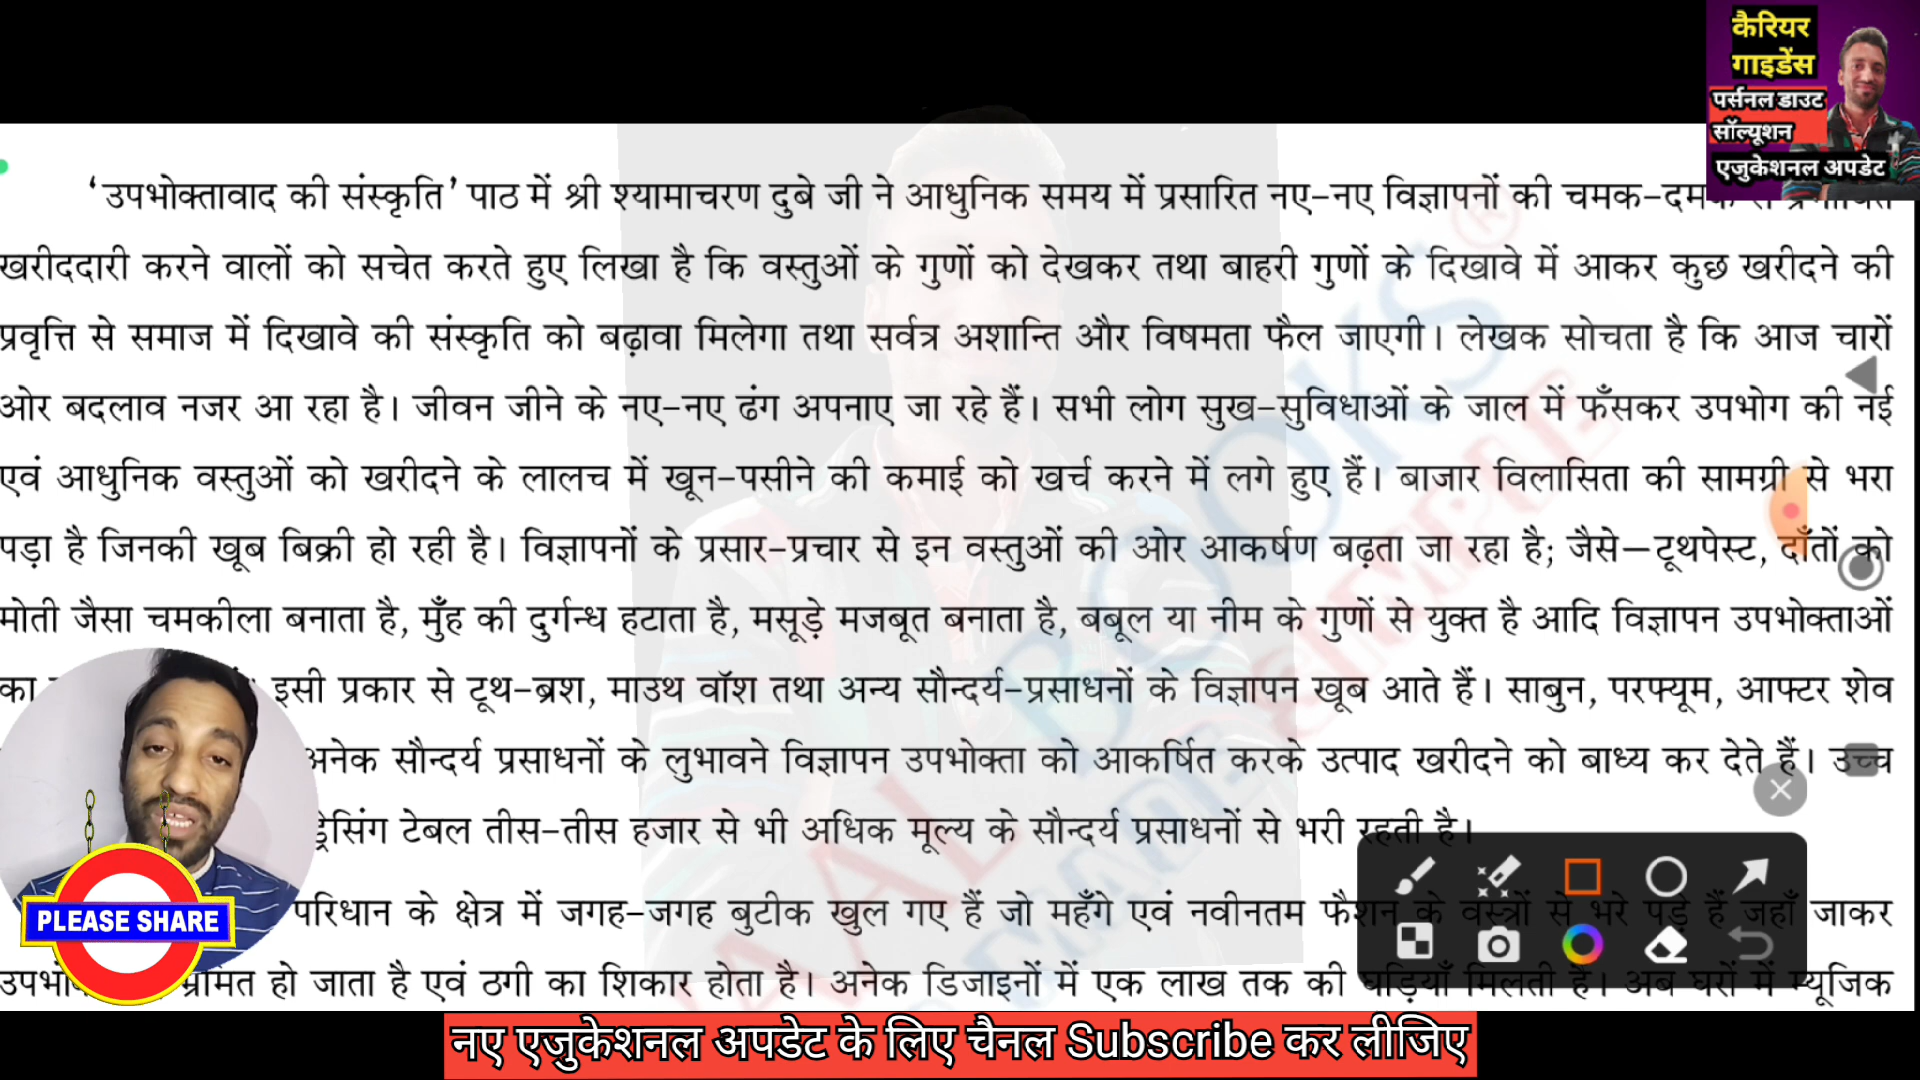 कैरियर
गाइडेंस
पर्सनल डाउट
सॉल्यूशन
एजुकेशनल अपडेट
‘उपभोक्तावाद की संस्कृति’ पाठ में श्री श्यामाचरण दुबे जी ने आधुनिक समय में प्रसारित नए-नए विज्ञापनों की
खरीददारी करने वालों को सचेत करते हुए लिखा है कि वस्तुओं के गुणों को देखकर तथा बाहरी गुणों के दिखावे में आकर कुछ खरीदने की
प्रवृत्ति से समाज में दिखावे की संस्कृति को बढ़ावा मिलेगा तथा सर्वत्र अशान्ति और विषमता फैल जाएगी। लेखक सोचता है कि आज चारों
ओर बदलाव नजर आ रहा है। जीवन जीने के नए-नए ढंग अपनाए जा रहे हैं। सभी लोग सुख-सुविधाओं के जाल में फँसकर उपभोग की नई
एवं आधुनिक वस्तुओं को खरीदने के लालच में खून-पसीने की कमाई को खर्च करने में लगे हुए हैं। बाजार विलासिता की सामग्री से भरा
पड़ा है जिनकी खूब बिक्री हो रही है। विज्ञापनों के प्रसार-प्रचार से इन वस्तुओं की ओर आकर्षण बढ़ता जा रहा है; जैसे—टूथपेस्ट, दाँतों को
मोती जैसा चमकीला बनाता है, मुँह की दुर्गन्ध हटाता है, मसूड़े मजबूत बनाता है, बबूल या नीम के गुणों से युक्त है आदि विज्ञापन उपभोक्ताओं
का इसी प्रकार से टूथ-ब्रश, माउथ वॉश तथा अन्य सौन्दर्य-प्रसाधनों के विज्ञापन खूब आते हैं। साबुन, परफ्यूम, आफ्टर शेव
अनेक सौन्दर्य प्रसाधनों के लुभावने विज्ञापन उपभोक्ता को आकर्षित करके उत्पाद खरीदने को बाध्य कर देते हैं। उच्च
ड्रेसिंग टेबल तीस-तीस हजार से भी अधिक मूल्य के सौन्दर्य प्रसाधनों से भरी रहती है।
परिधान के क्षेत्र में जगह-जगह बुटीक खुल गए हैं जो महँगे एवं नवीनतम फैशन के वस्त्रों से भरे पड़े हैं जहाँ जाकर
भ्रमित हो जाता है एवं ठगी का शिकार होता है। अनेक डिजाइनों में एक लाख तक की घड़ियाँ मिलती हैं। अब घरों में म्यूजिक
PLEASE SHARE
नए एजुकेशनल अपडेट के लिए चैनल Subscribe कर लीजिए